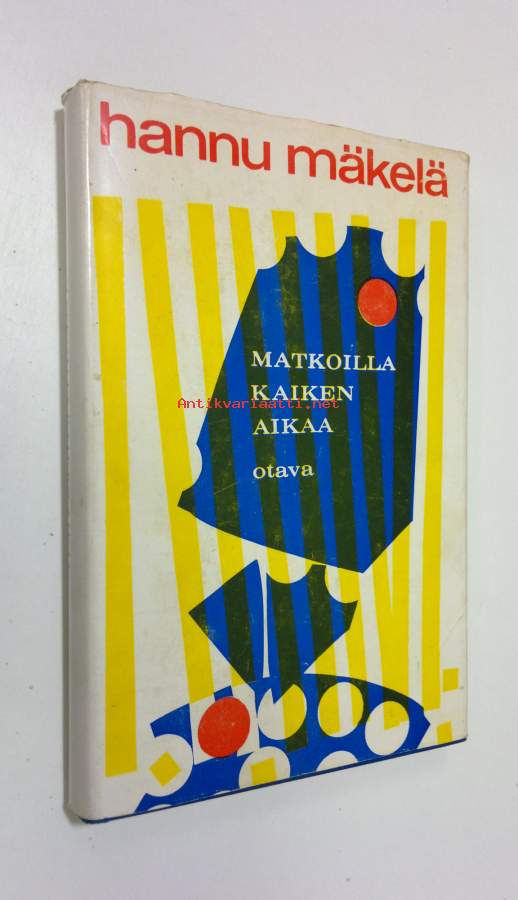 hannu mäkelä
MATKOILLA
KAIKEN
Antikvariaatti.net
AIKAA
otava